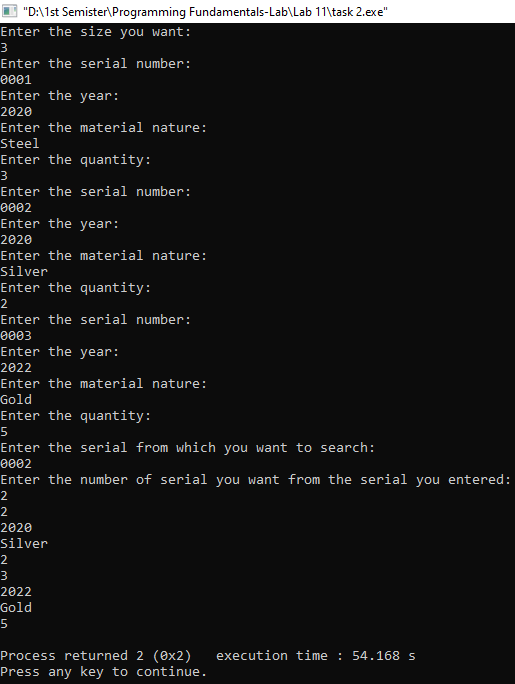 "D:\1st Semister\Programming Fundamentals-Lab\Lab 11\task 2.exe"
Enter the size you want:
3
Enter the serial number:
0001
Enter the year:
2020
Enter the material nature:
Steel
Enter the quantity:
3
Enter the serial number:
0002
Enter the year:
2020
Enter the material nature:
Silver
Enter the quantity:
2
Enter the serial number:
0003
Enter the year:
2022
Enter the material nature:
Gold
Enter the quantity:
5
Enter the serial from which you want to search:
0002
Enter the number of serial you want from the serial you entered:
2
2
2020
Silver
2
3
2022
Gold
5
Process returned 2 (0x2)   execution time : 54.168 s
Press any key to continue.